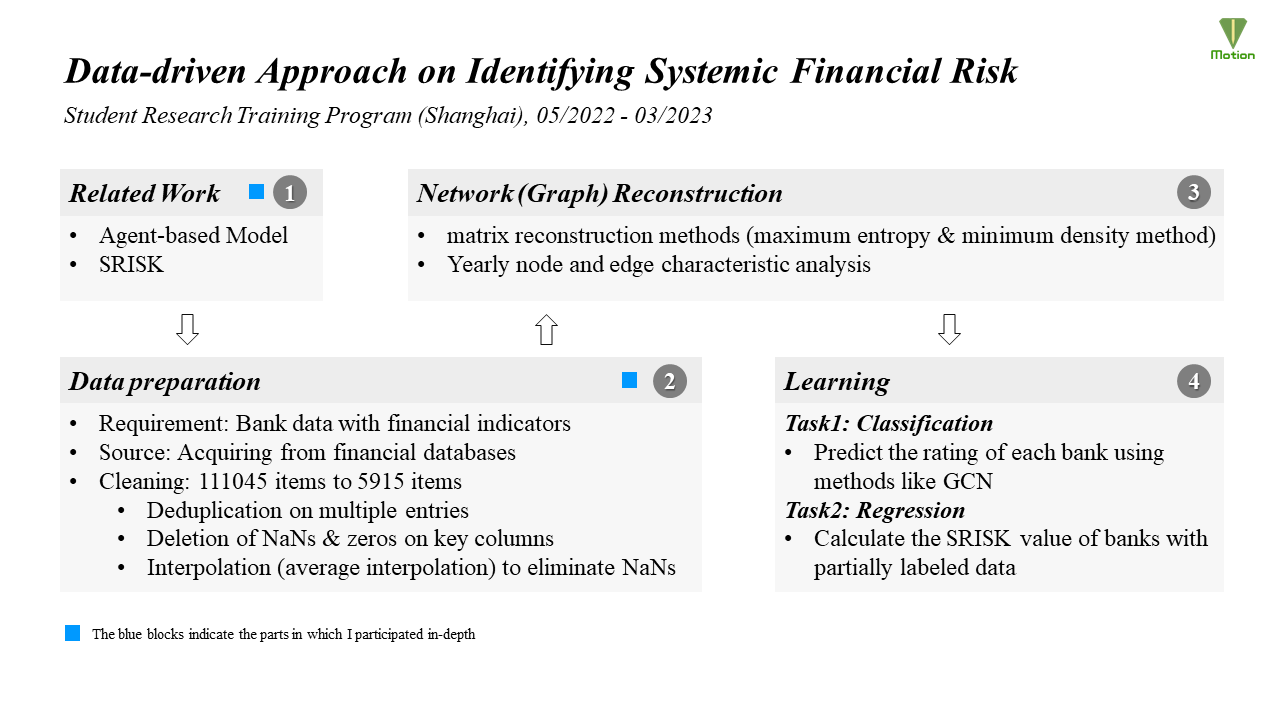 Motion
Data-driven Approach on Identifying Systemic Financial Risk
Student Research Training Program (Shanghai), 05/2022 - 03/2023
Related Work 1
• Agent-based Model
• SRISK
Network (Graph) Reconstruction 3
• matrix reconstruction methods (maximum entropy & minimum density method)
• Yearly node and edge characteristic analysis
Data preparation 2
• Requirement: Bank data with financial indicators
• Source: Acquiring from financial databases
• Cleaning: 111045 items to 5915 items
• Deduplication on multiple entries
• Deletion of NaNs & zeros on key columns
• Interpolation (average interpolation) to eliminate NaNs
Learning 4
Task1: Classification
• Predict the rating of each bank using
methods like GCN
Task2: Regression
• Calculate the SRISK value of banks with
partially labeled data
The blue blocks indicate the parts in which I participated in-depth